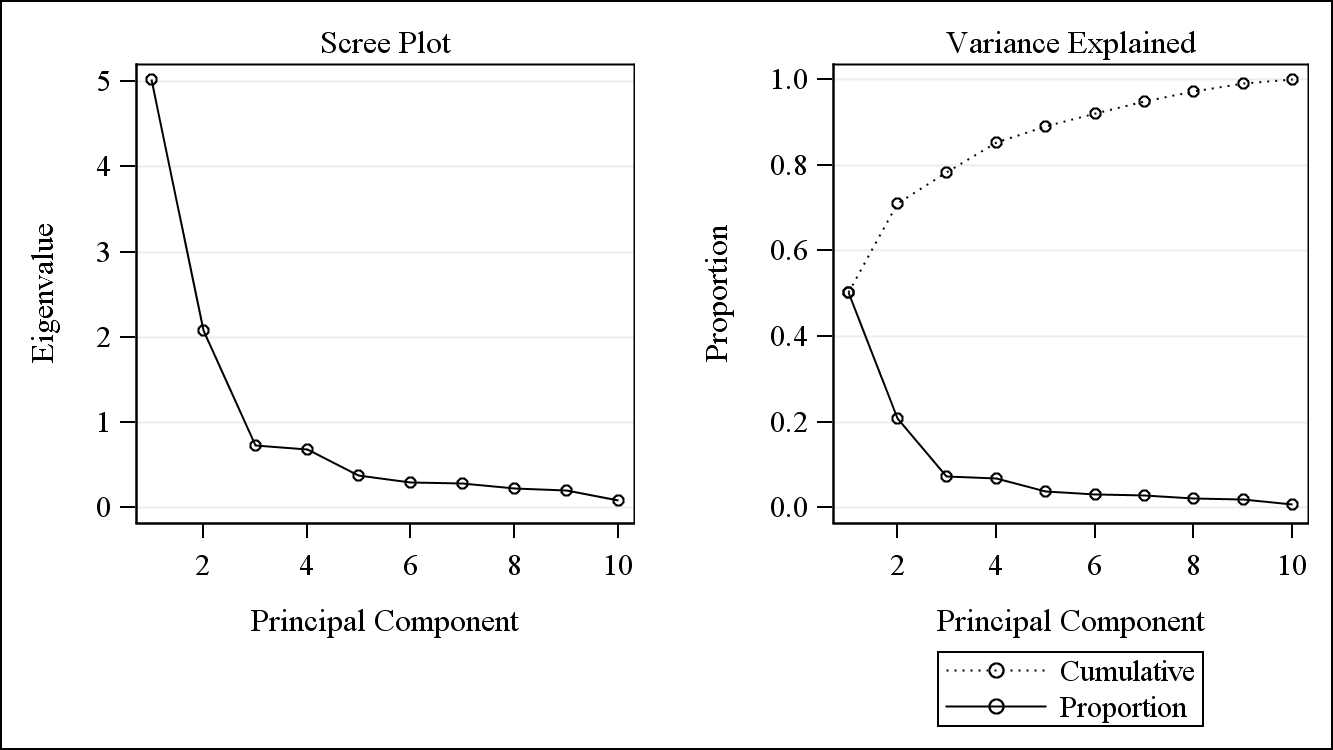 Scree Plot
Eigenvalue
5
4
3
2
1
0
2 4 6 8 10
Principal Component
Variance Explained
Proportion
1.0
0.8
0.6
0.4
0.2
0.0
2 4 6 8 10
Principal Component
Cumulative
Proportion